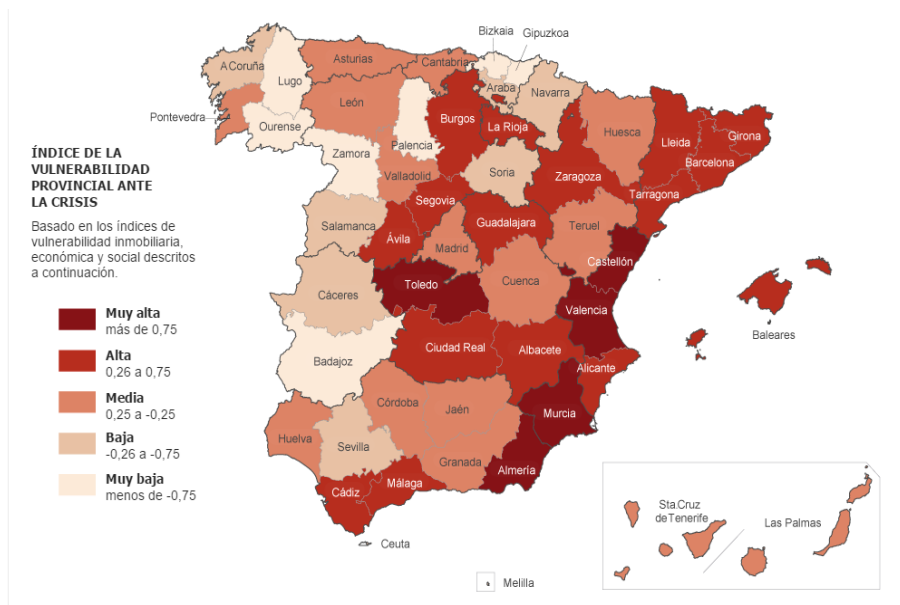 Bizkaia
Gipuzkoa
Asturias
Cantabria
A Coruña
Lugo
Araba
Navarra
León
Burgos
Pontevedra
Ourense
La Rioja
Huesca
Lleida
Girona
Palencia
Zamora
Barcelona
Valladolid
Soria
Zaragoza
Tarragona
Segovia
Salamanca
Guadalajara
Teruel
Ávila
Madrid
Castellón
Toledo
Cuenca
Cáceres
Valencia
Baleares
Ciudad Real
Albacete
Badajoz
Alicante
Córdoba
Jaén
Murcia
Huelva
Sevilla
Granada
Almería
Málaga
Cádiz
Ceuta
Melilla
Sta.Cruz
de Tenerife
Las Palmas
ÍNDICE DE LA
VULNERABILIDAD
PROVINCIAL ANTE
LA CRISIS
Basado en los índices de
vulnerabilidad inmobiliaria,
económica y social descritos
a continuación.
Muy alta
más de 0,75
Alta
0,26 a 0,75
Media
0,25 a -0,25
Baja
-0,26 a -0,75
Muy baja
menos de -0,75